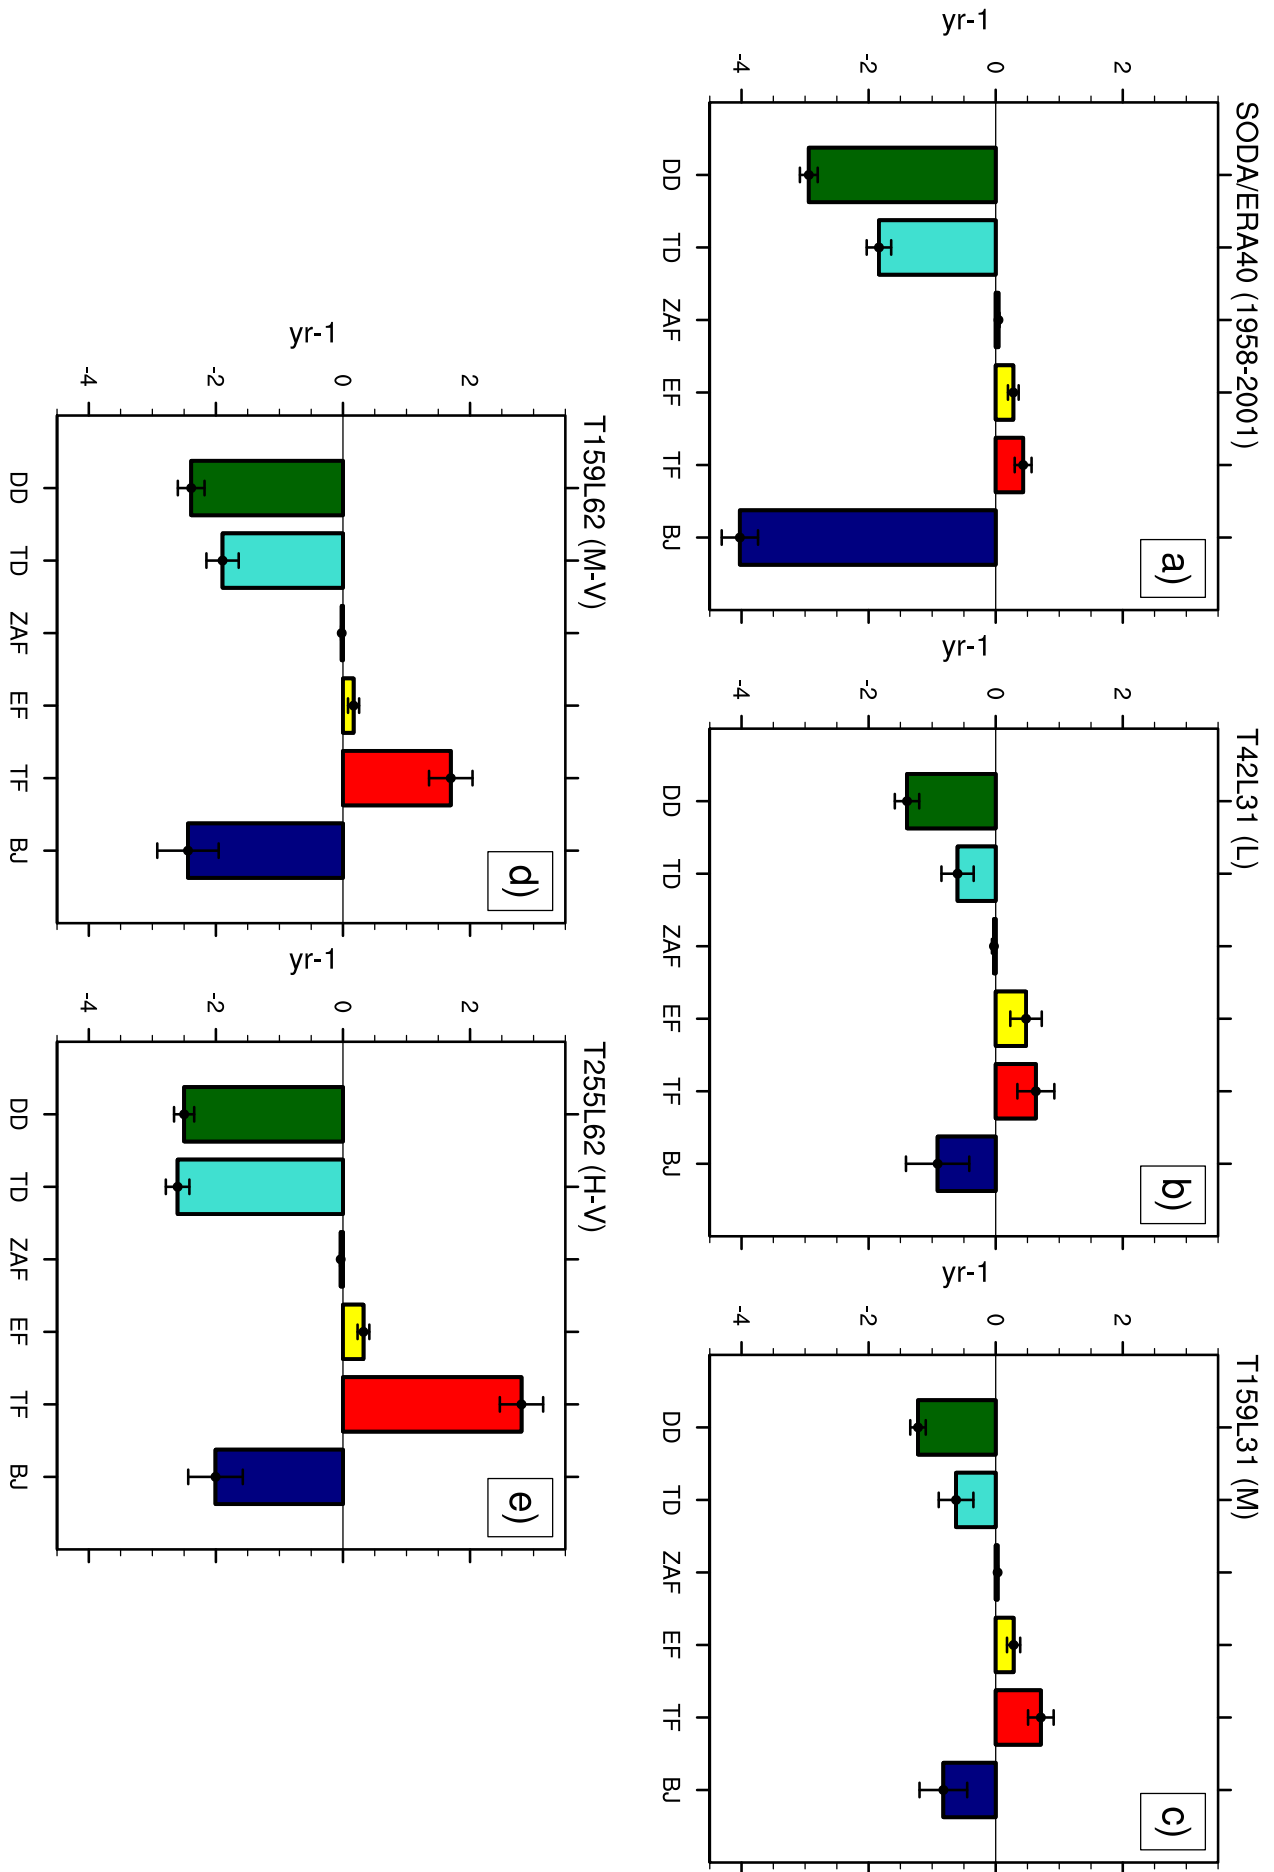 SODA/ERA40 (1958-2001)
a)
yr-1
2
0
-2
-4
DD TD ZAF EF TF BJ
T42L31 (L)
b)
yr-1
2
0
-2
-4
DD TD ZAF EF TF BJ
T159L31 (M)
c)
yr-1
2
0
-2
-4
DD TD ZAF EF TF BJ
T159L62 (M-V)
d)
yr-1
2
0
-2
-4
DD TD ZAF EF TF BJ
T255L62 (H-V)
e)
yr-1
2
0
-2
-4
DD TD ZAF EF TF BJ